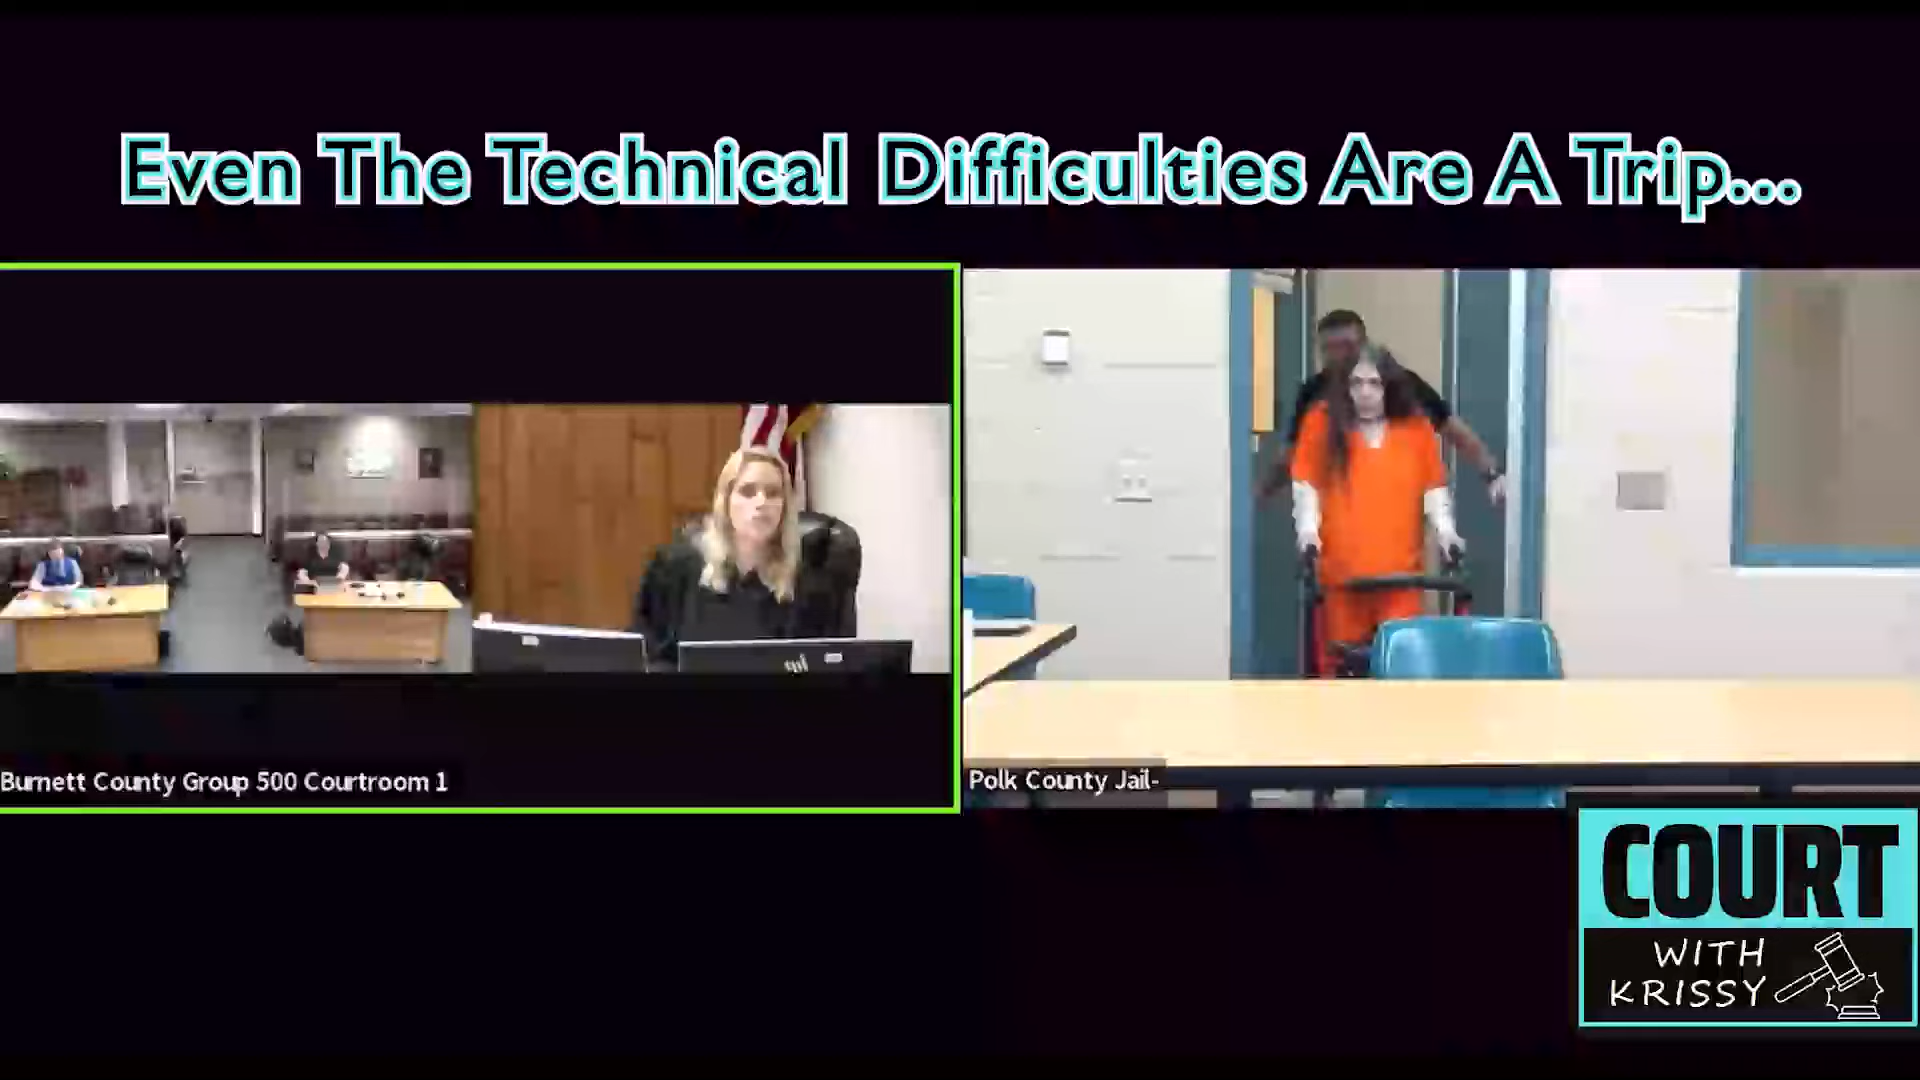 Even The Technical Difficulties Are A Trip...
Burnett County Group 500 Courtroom 1
Polk County Jail-
COURT
WITH
KRISSY